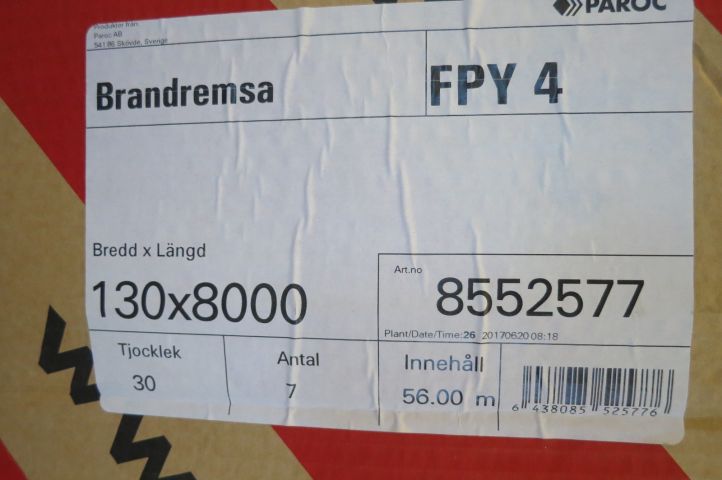 PAROC
Produkter från:
Paroc AB
541 86 Skövde, Sverige
Brandremsa
FPY 4
Bredd x Längd
130x8000
Art.no
8552577
Plant/Date/Time:26 20170620 08:18
Tjocklek
30
Antal
7
Innehåll
56.00 m
6 438085 525776